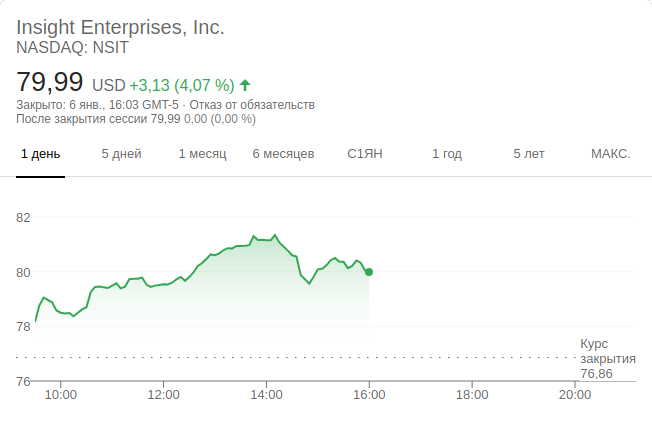 Insight Enterprises, Inc.
NASDAQ: NSIT
79,99 USD +3,13 (4,07 %)
Закрыто: 6 янв., 16:03 GMT-5 · Отказ от обязательств
После закрытия сессии 79,99 0,00 (0,00 %)
1 день 5 дней 1 месяц 6 месяцев С1ЯН 1 год 5 лет МАКС.
82
80
78
Курс
закрытия
76,86
76
10:00 12:00 14:00 16:00 18:00 20:00